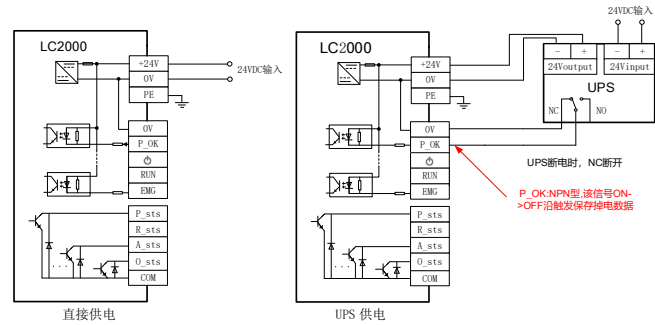 LC2000
+24V
0V
PE
24VDC输入
0V
P_OK
RUN
EMG
P_sts
R_sts
A_sts
O_sts
COM
直接供电
LC2000
+24V
0V
PE
0V
P_OK
RUN
EMG
P_sts
R_sts
A_sts
O_sts
COM
UPS 供电
24VDC输入
- + - +
24Voutput 24Vinput
UPS
NC NO
UPS断电时，NC断开
P_OK:NPN型,该信号ON-
>OFF沿触发保存掉电数据